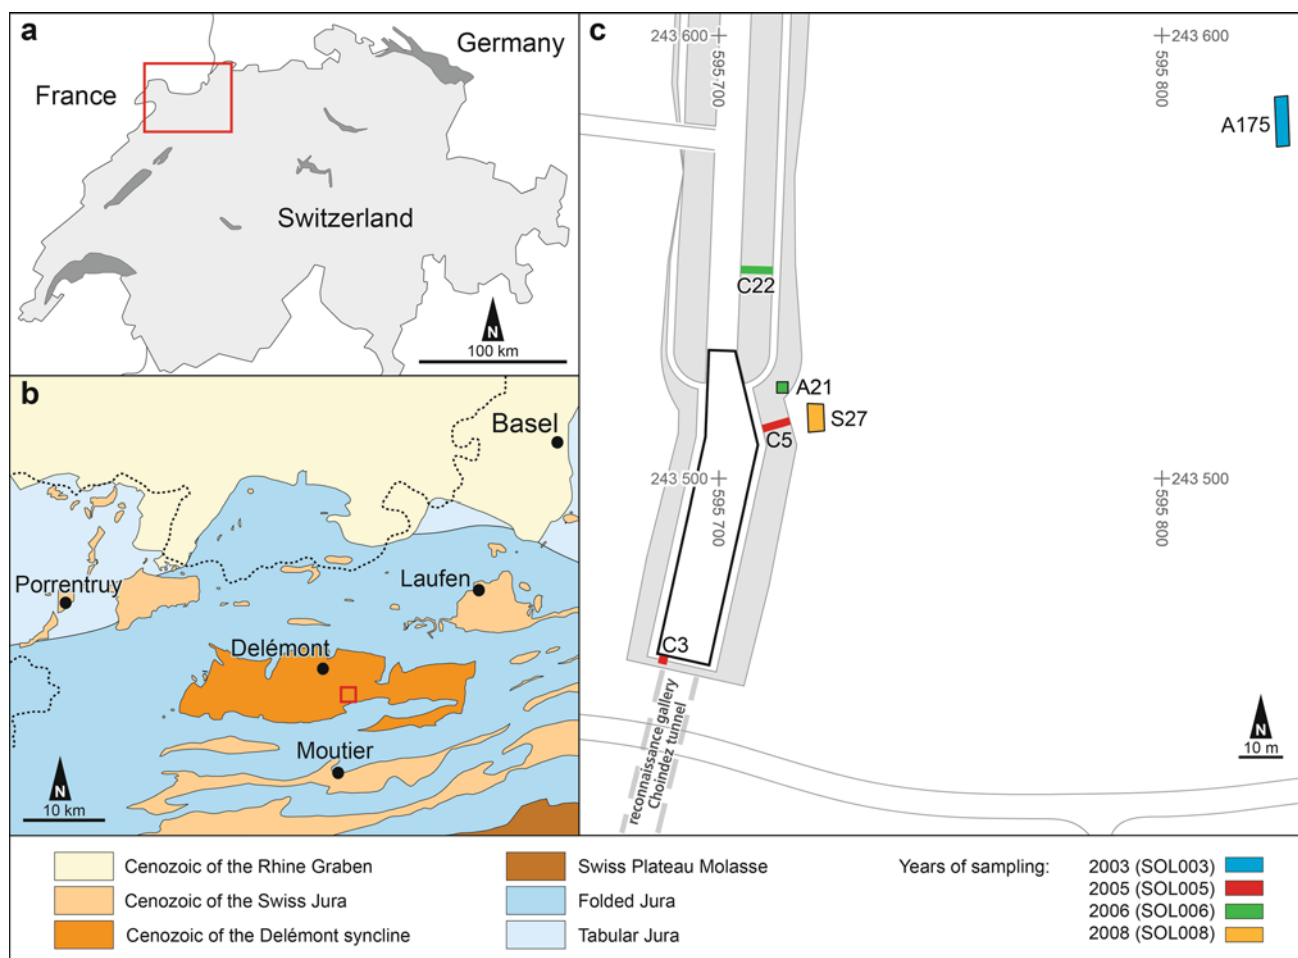 a
Germany
France
Switzerland
N
100 km
b
Basel
Porrentruy
Laufen
Delémont
Moutier
N
10 km
c
243 600
595 700
243 600
595 800
A175
C22
A21
S27
C5
243 500
595 700
243 500
595 800
C3
reconnaissance gallery
Choindez tunnel
N
10 m
Cenozoic of the Rhine Graben
Cenozoic of the Swiss Jura
Cenozoic of the Delémont syncline
Swiss Plateau Molasse
Folded Jura
Tabular Jura
Years of sampling:
2003 (SOL003)
2005 (SOL005)
2006 (SOL006)
2008 (SOL008)